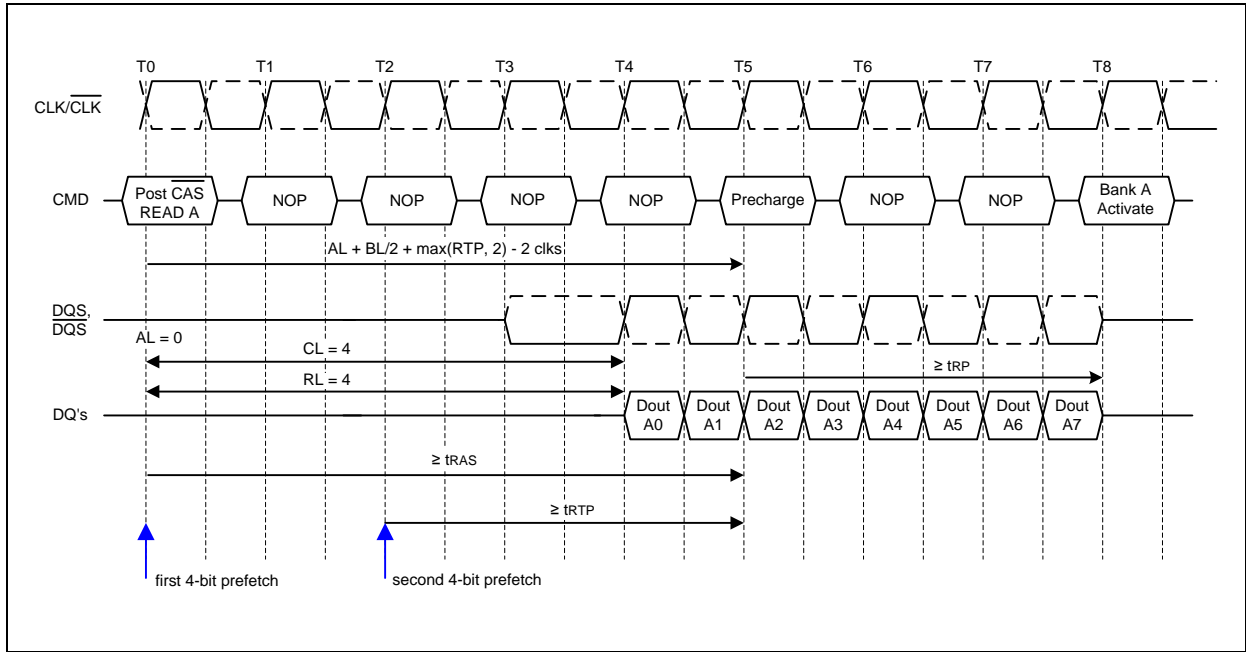 T0 T1 T2 T3 T4 T5 T6 T7 T8
CLK/CLK
CMD
Post CAS
READ A
NOP
NOP
NOP
NOP
Precharge
NOP
NOP
Bank A
Activate
AL + BL/2 + max(RTP, 2) - 2 clks
DQS,
DQS
AL = 0
CL = 4
≥ tRP
RL = 4
DQ's
Dout
A0
Dout
A1
Dout
A2
Dout
A3
Dout
A4
Dout
A5
Dout
A6
Dout
A7
≥ tRAS
≥ tRTP
first 4-bit prefetch
second 4-bit prefetch